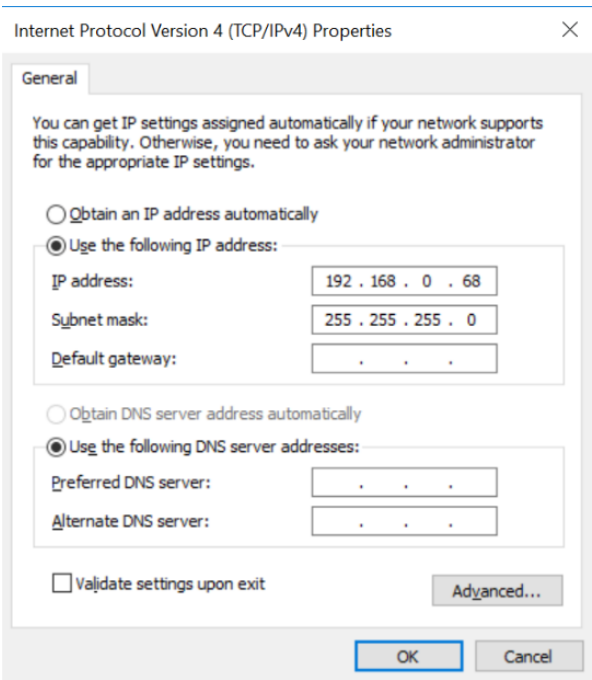 Internet Protocol Version 4 (TCP/IPv4) Properties
General
You can get IP settings assigned automatically if your network supports
this capability. Otherwise, you need to ask your network administrator
for the appropriate IP settings.
Obtain an IP address automatically
Use the following IP address:
IP address: 192 . 168 . 0 . 68
Subnet mask: 255 . 255 . 255 . 0
Default gateway: . . .
Obtain DNS server address automatically
Use the following DNS server addresses:
Preferred DNS server: . . .
Alternate DNS server: . . .
Validate settings upon exit
Advanced...
OK Cancel